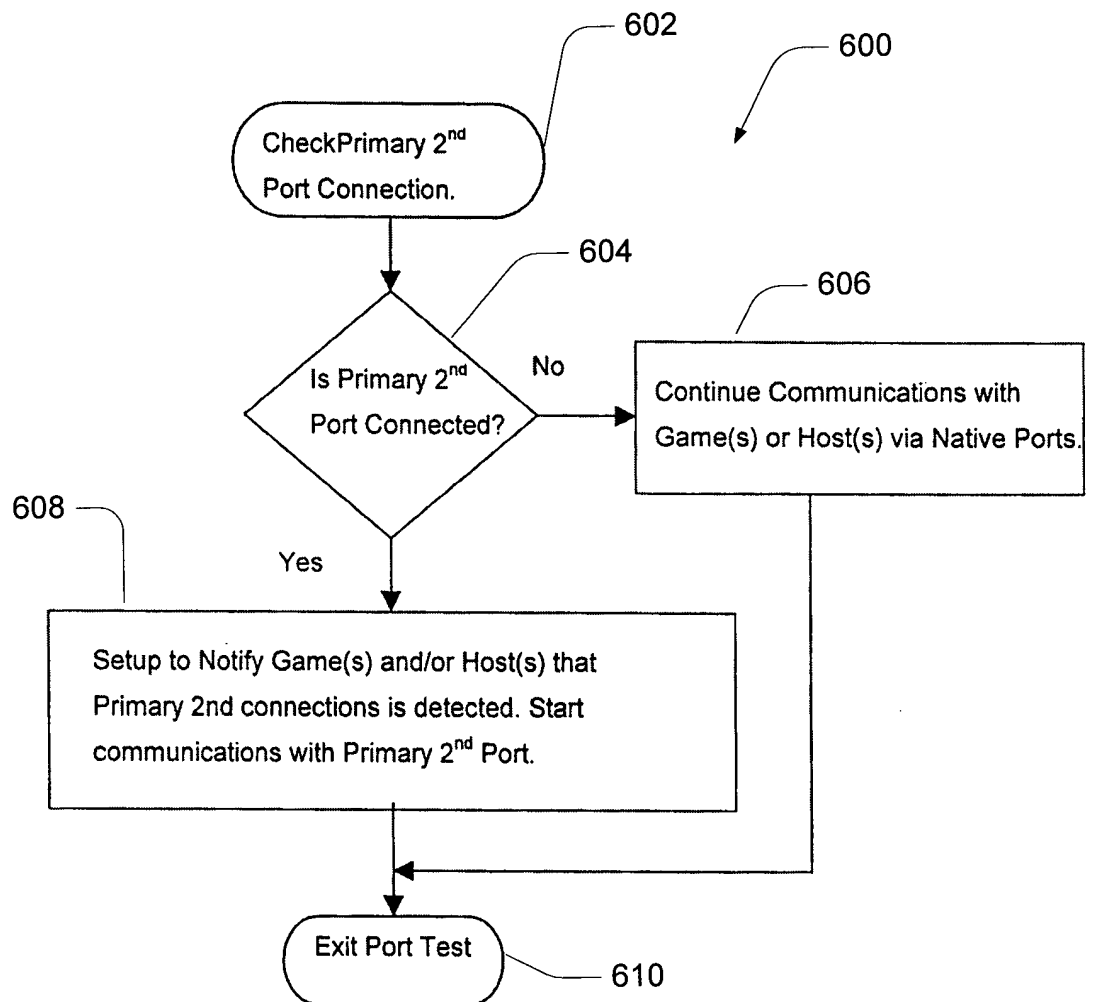 602
600
CheckPrimary 2nd
Port Connection.
604
606
Is Primary 2nd
Port Connected?
No
Continue Communications with
Game(s) or Host(s) via Native Ports.
608
Yes
Setup to Notify Game(s) and/or Host(s) that
Primary 2nd connections is detected. Start
communications with Primary 2nd Port.
Exit Port Test
610